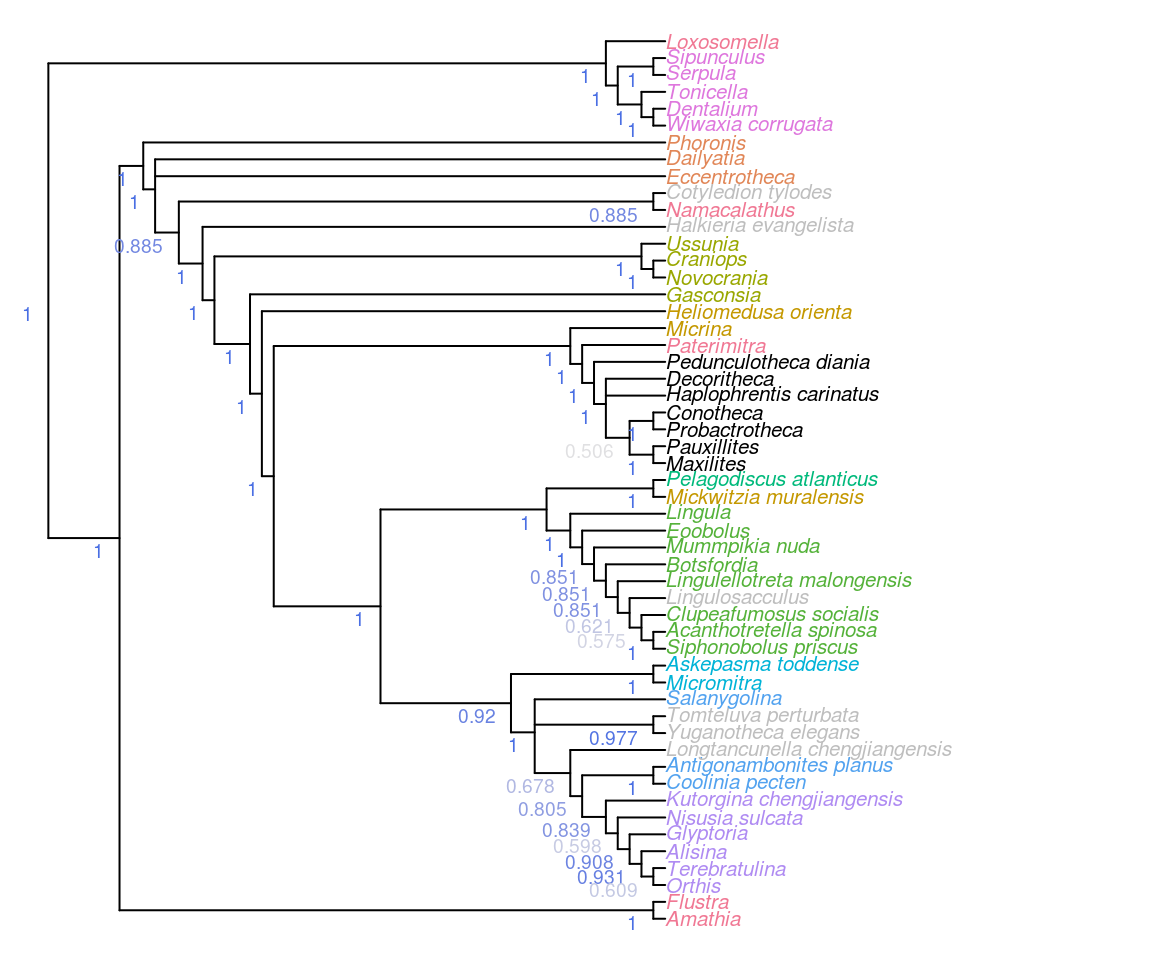 Loxosomella
Sipunculus
1
Serpula
1
1
Tonicella
Dentalium
1
Wiwaxia corrugata
1
Phoronis
Dailyatia
1
Eccentrotheca
Cotyledion tylodes
1
Namacalathus
0.885
Halkieria evangelista
Ussunia
0.885
Craniops
1
1
Novocrania
1
Gasconsia
1
Heliomedusa orienta
1
Micrina
Paterimitra
1
1
Pedunculotheca diania
1
Decoritheca
1
Haplophrentis carinatus
1
Conotheca
1
1
Probactrotheca
Pauxillites
0.506
Maxilites
1
Pelagodiscus atlanticus
1
Mickwitzia muralensis
1
Lingula
1
Eoobolus
1
Mummpikia nuda
1
1
Botsfordia
0.851
Lingulellotreta malongensis
0.851
Lingulosacculus
0.851
Clupeafumosus socialis
1
0.621
Acanthotretella spinosa
0.575
Siphonobolus priscus
1
Askepasma toddense
Micromitra
1
Salanygolina
0.92
Tomteluva perturbata
Yuganotheca elegans
0.977
1
Longtancunella chengjiangensis
Antigonambonites planus
Coolinia pecten
0.678
1
Kutorgina chengjiangensis
0.805
Nisusia sulcata
0.839
Glyptoria
0.598
Alisina
0.908
Terebratulina
0.931
Orthis
0.609
Flustra
Amathia
1